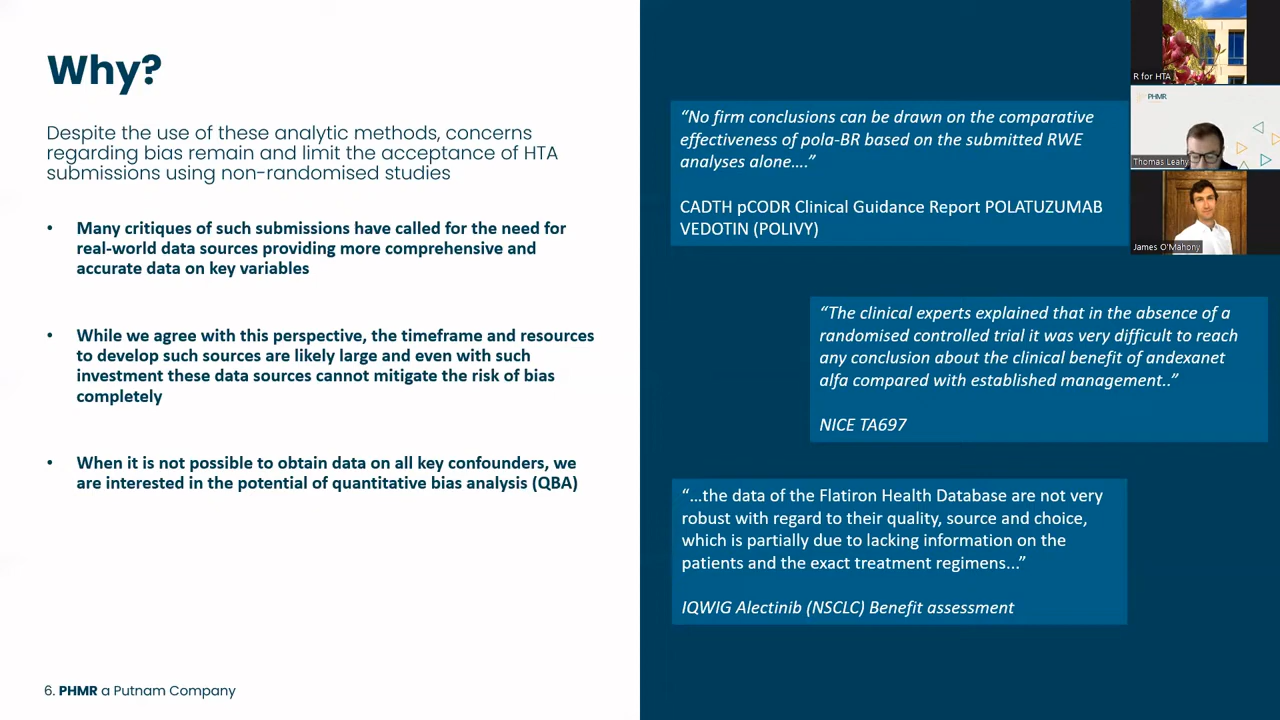 Why?
Despite the use of these analytic methods, concerns
regarding bias remain and limit the acceptance of HTA
submissions using non-randomised studies
• Many critiques of such submissions have called for the need for
real-world data sources providing more comprehensive and
accurate data on key variables
• While we agree with this perspective, the timeframe and resources
to develop such sources are likely large and even with such
investment these data sources cannot mitigate the risk of bias
completely
• When it is not possible to obtain data on all key confounders, we
are interested in the potential of quantitative bias analysis (QBA)
6. PHMR a Putnam Company
“No firm conclusions can be drawn on the comparative
effectiveness of pola-BR based on the submitted RWE
analyses alone….”
CADTH pCODR Clinical Guidance Report POLATUZUMAB
VEDOTIN (POLIVY)
“The clinical experts explained that in the absence of a
randomised controlled trial it was very difficult to reach
any conclusion about the clinical benefit of andexanet
alfa compared with established management..”
NICE TA697
“…the data of the Flatiron Health Database are not very
robust with regard to their quality, source and choice,
which is partially due to lacking information on the
patients and the exact treatment regimens...”
IQWIG Alectinib (NSCLC) Benefit assessment
R for HTA
PHMR
Thomas Leahy
James O'Mahony